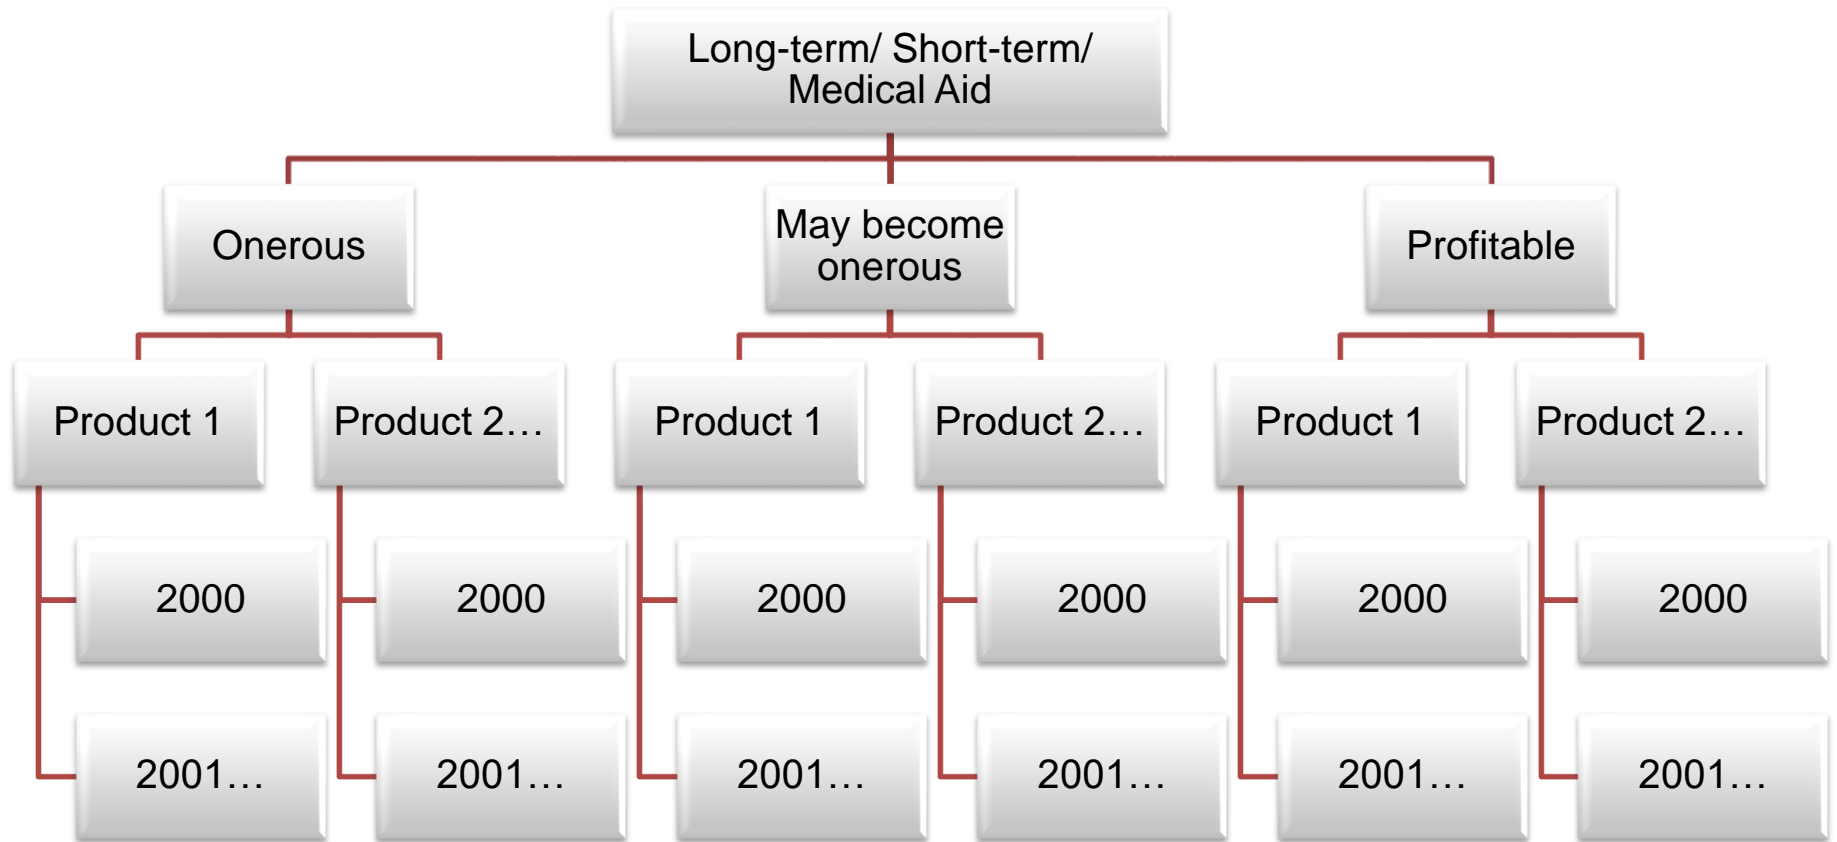 Long-term/ Short-term/
Medical Aid
Onerous
May become
onerous
Profitable
Product 1
Product 2…
Product 1
Product 2…
Product 1
Product 2…
2000
2000
2000
2000
2000
2000
2001…
2001…
2001…
2001…
2001…
2001…